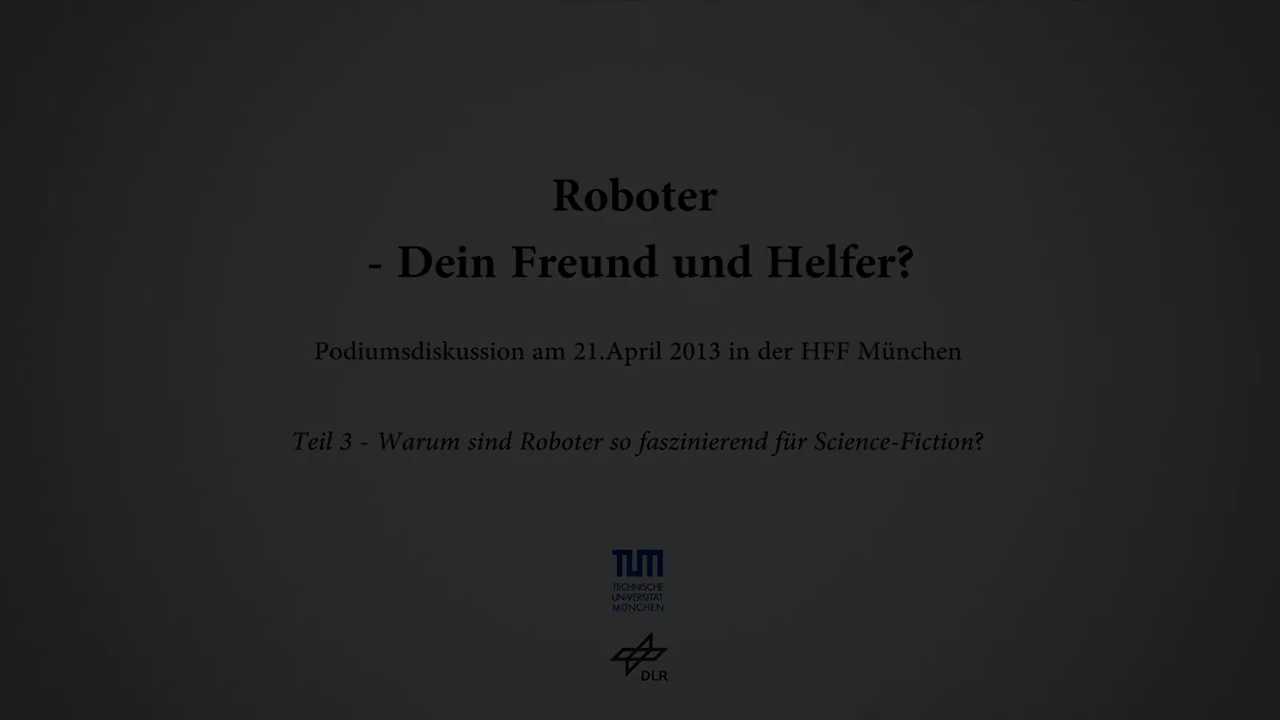 Roboter
- Dein Freund und Helfer?
Podiumsdiskussion am 21.April 2013 in der HFF München
Teil 3 - Warum sind Roboter so faszinierend für Science-Fiction?
TUM
TECHNISCHE
UNIVERSITÄT
MÜNCHEN
DLR